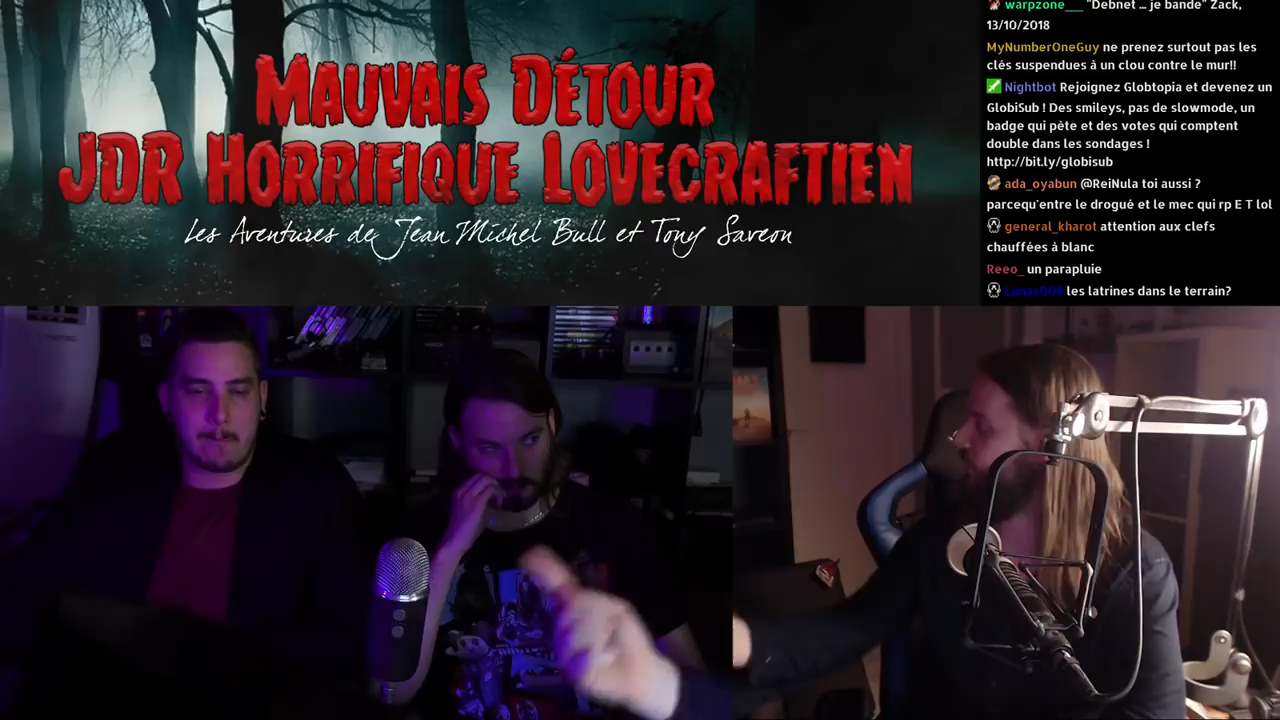 MAUVAIS DÉTOUR
JDR HORRIFIQUE LOVECRAFTIEN
Les Aventures de Jean Michel Bull et Tony Saveon
warpzone___ "Debnet ... je bande" Zack,
13/10/2018
MyNumberOneGuy ne prenez surtout pas les
clés suspendues à un clou contre le mur!!
Nightbot Rejoignez Globtopia et devenez un
GlobiSub ! Des smileys, pas de slowmode, un
badge qui pète et des votes qui comptent
double dans les sondages !
http://bit.ly/globisub
ada_oyabun @ReiNula toi aussi ?
parcequ'entre le drogué et le mec qui rp E T lol
general_kharot attention aux clefs
chauffées à blanc
Reeo_ un parapluie
les latrines dans le terrain?